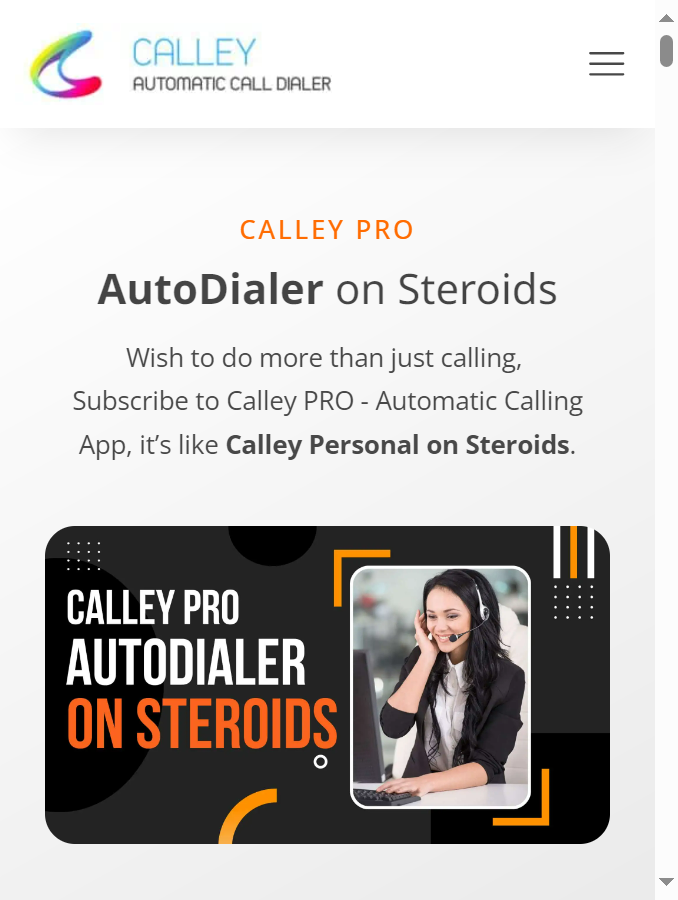 CALLEY
AUTOMATIC CALL DIALER
CALLEY PRO
AutoDialer on Steroids
Wish to do more than just calling,
Subscribe to Calley PRO - Automatic Calling
App, it’s like Calley Personal on Steroids.
CALLEY PRO
AUTODIALER
ON STEROIDS